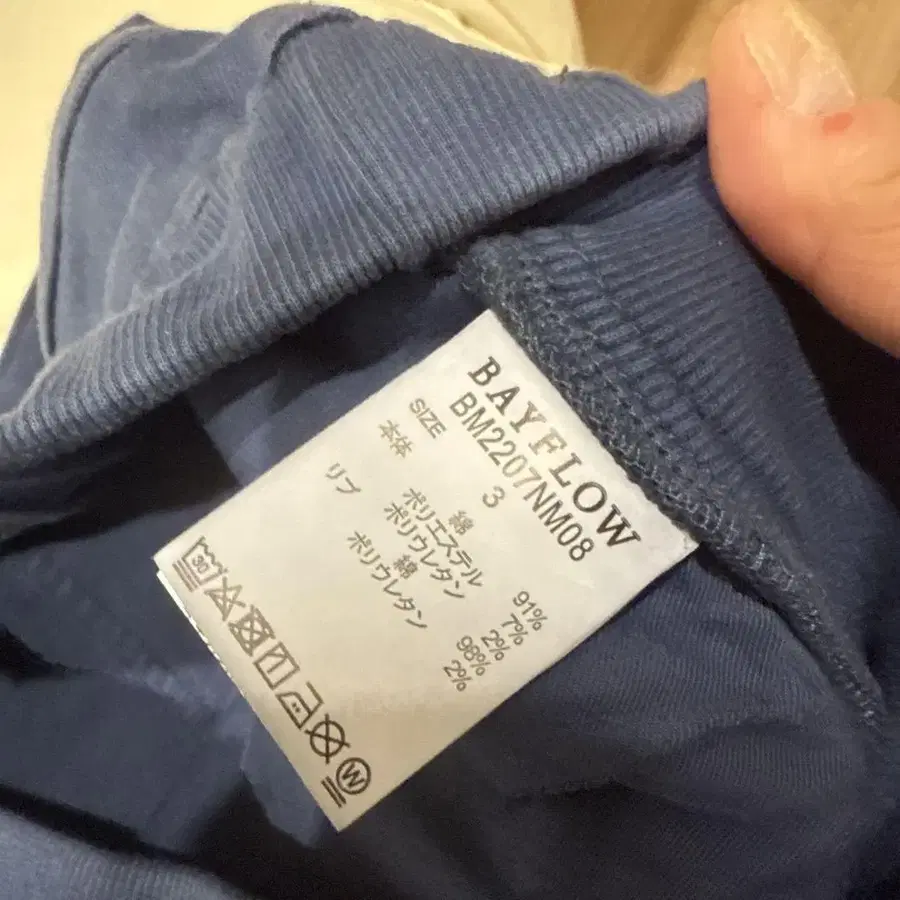 BAYFLOW
BM2207NM08
SIZE 3
本体 綿 91%
ポリエステル 7%
ポリウレタン 2%
リブ 綿 98%
ポリウレタン 2%
30
W